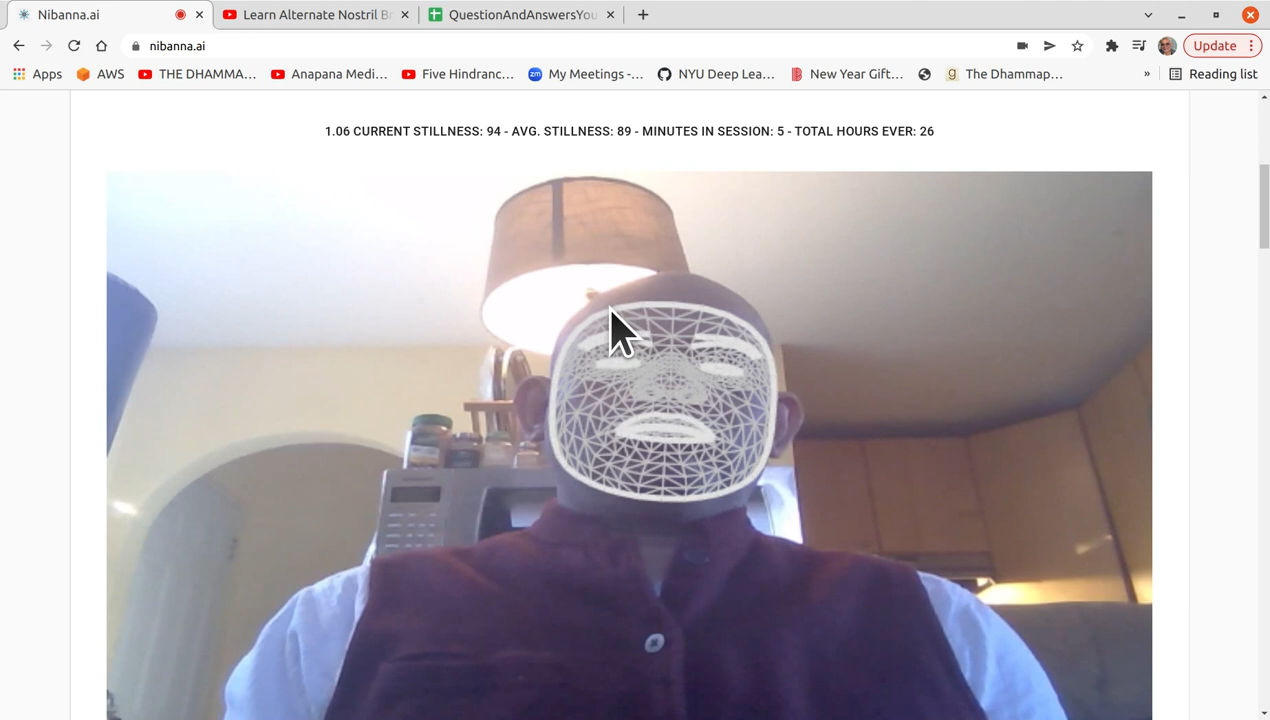 Nibanna.ai
Learn Alternate Nostril B
QuestionAndAnswersYou
nibanna.ai
Update
Apps
AWS
THE DHAMMA...
Anapana Medi...
Five Hindranc...
zm My Meetings -...
NYU Deep Lea...
New Year Gift...
g The Dhammap...
»
Reading list
1.06 CURRENT STILLNESS: 94 - AVG. STILLNESS: 89 - MINUTES IN SESSION: 5 - TOTAL HOURS EVER: 26